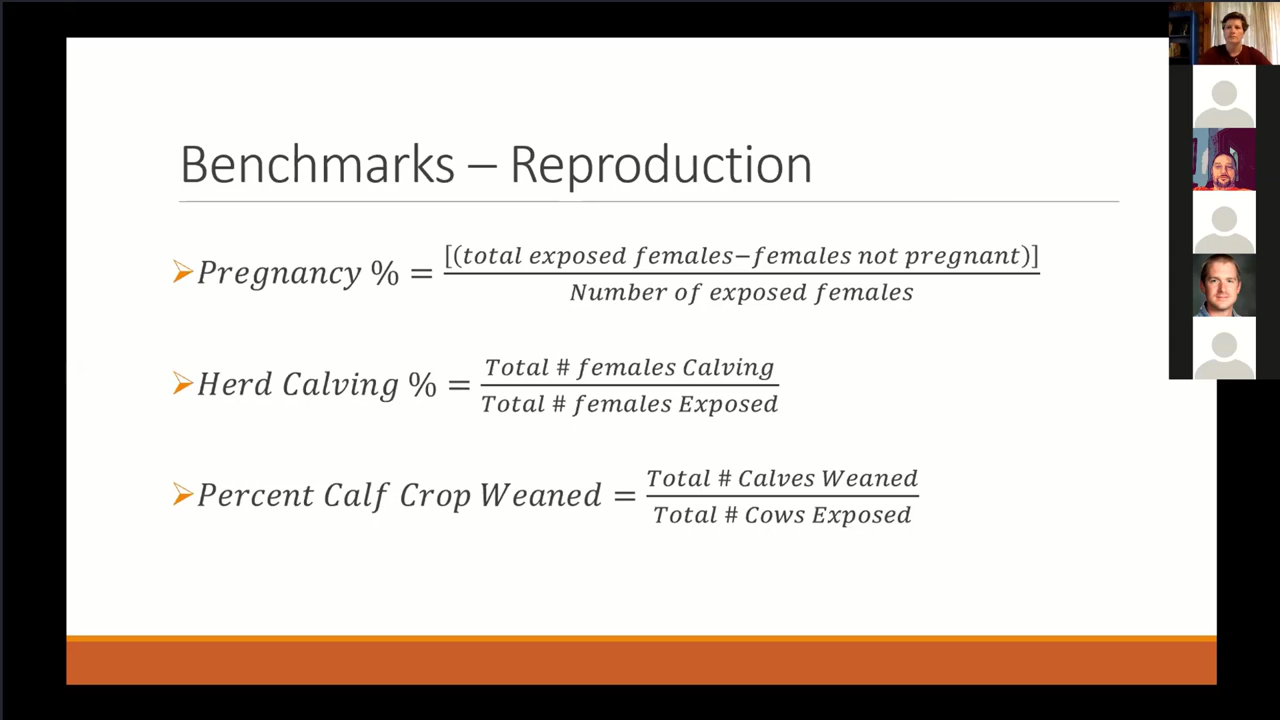 Benchmarks – Reproduction
➢Pregnancy % = [(total exposed females−females not pregnant)] / Number of exposed females
➢Herd Calving % = Total # females Calving / Total # females Exposed
➢Percent Calf Crop Weaned = Total # Calves Weaned / Total # Cows Exposed